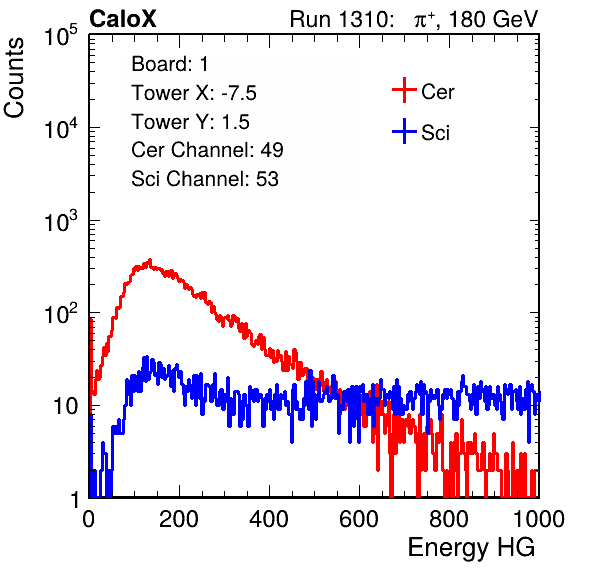 CaloX Run 1310: π⁺, 180 GeV
Board: 1
Tower X: -7.5
Tower Y: 1.5
Cer Channel: 49
Sci Channel: 53
Cer
Sci
Counts
10⁵
10⁴
10³
10²
10
1
0 200 400 600 800 1000
Energy HG